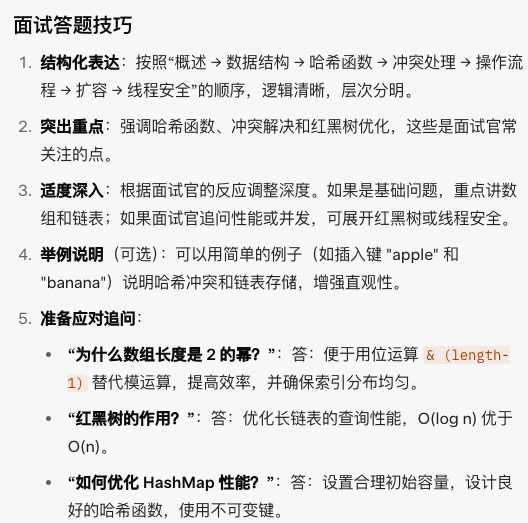 面试答题技巧
1. 结构化表达：按照“概述 → 数据结构 → 哈希函数 → 冲突处理 → 操作流
程 → 扩容 → 线程安全”的顺序，逻辑清晰，层次分明。
2. 突出重点：强调哈希函数、冲突解决和红黑树优化，这些是面试官常
关注的点。
3. 适度深入：根据面试官的反应调整深度。如果是基础问题，重点讲数
组和链表；如果面试官追问性能或并发，可展开红黑树或线程安全。
4. 举例说明（可选）：可以用简单的例子（如插入键 "apple" 和
"banana"）说明哈希冲突和链表存储，增强直观性。
5. 准备应对追问：
• “为什么数组长度是 2 的幂？”：答：便于用位运算 & (length-
1) 替代模运算，提高效率，并确保索引分布均匀。
• “红黑树的作用？”：答：优化长链表的查询性能，O(log n) 优于
O(n)。
• “如何优化 HashMap 性能？”：答：设置合理初始容量，设计良
好的哈希函数，使用不可变键。